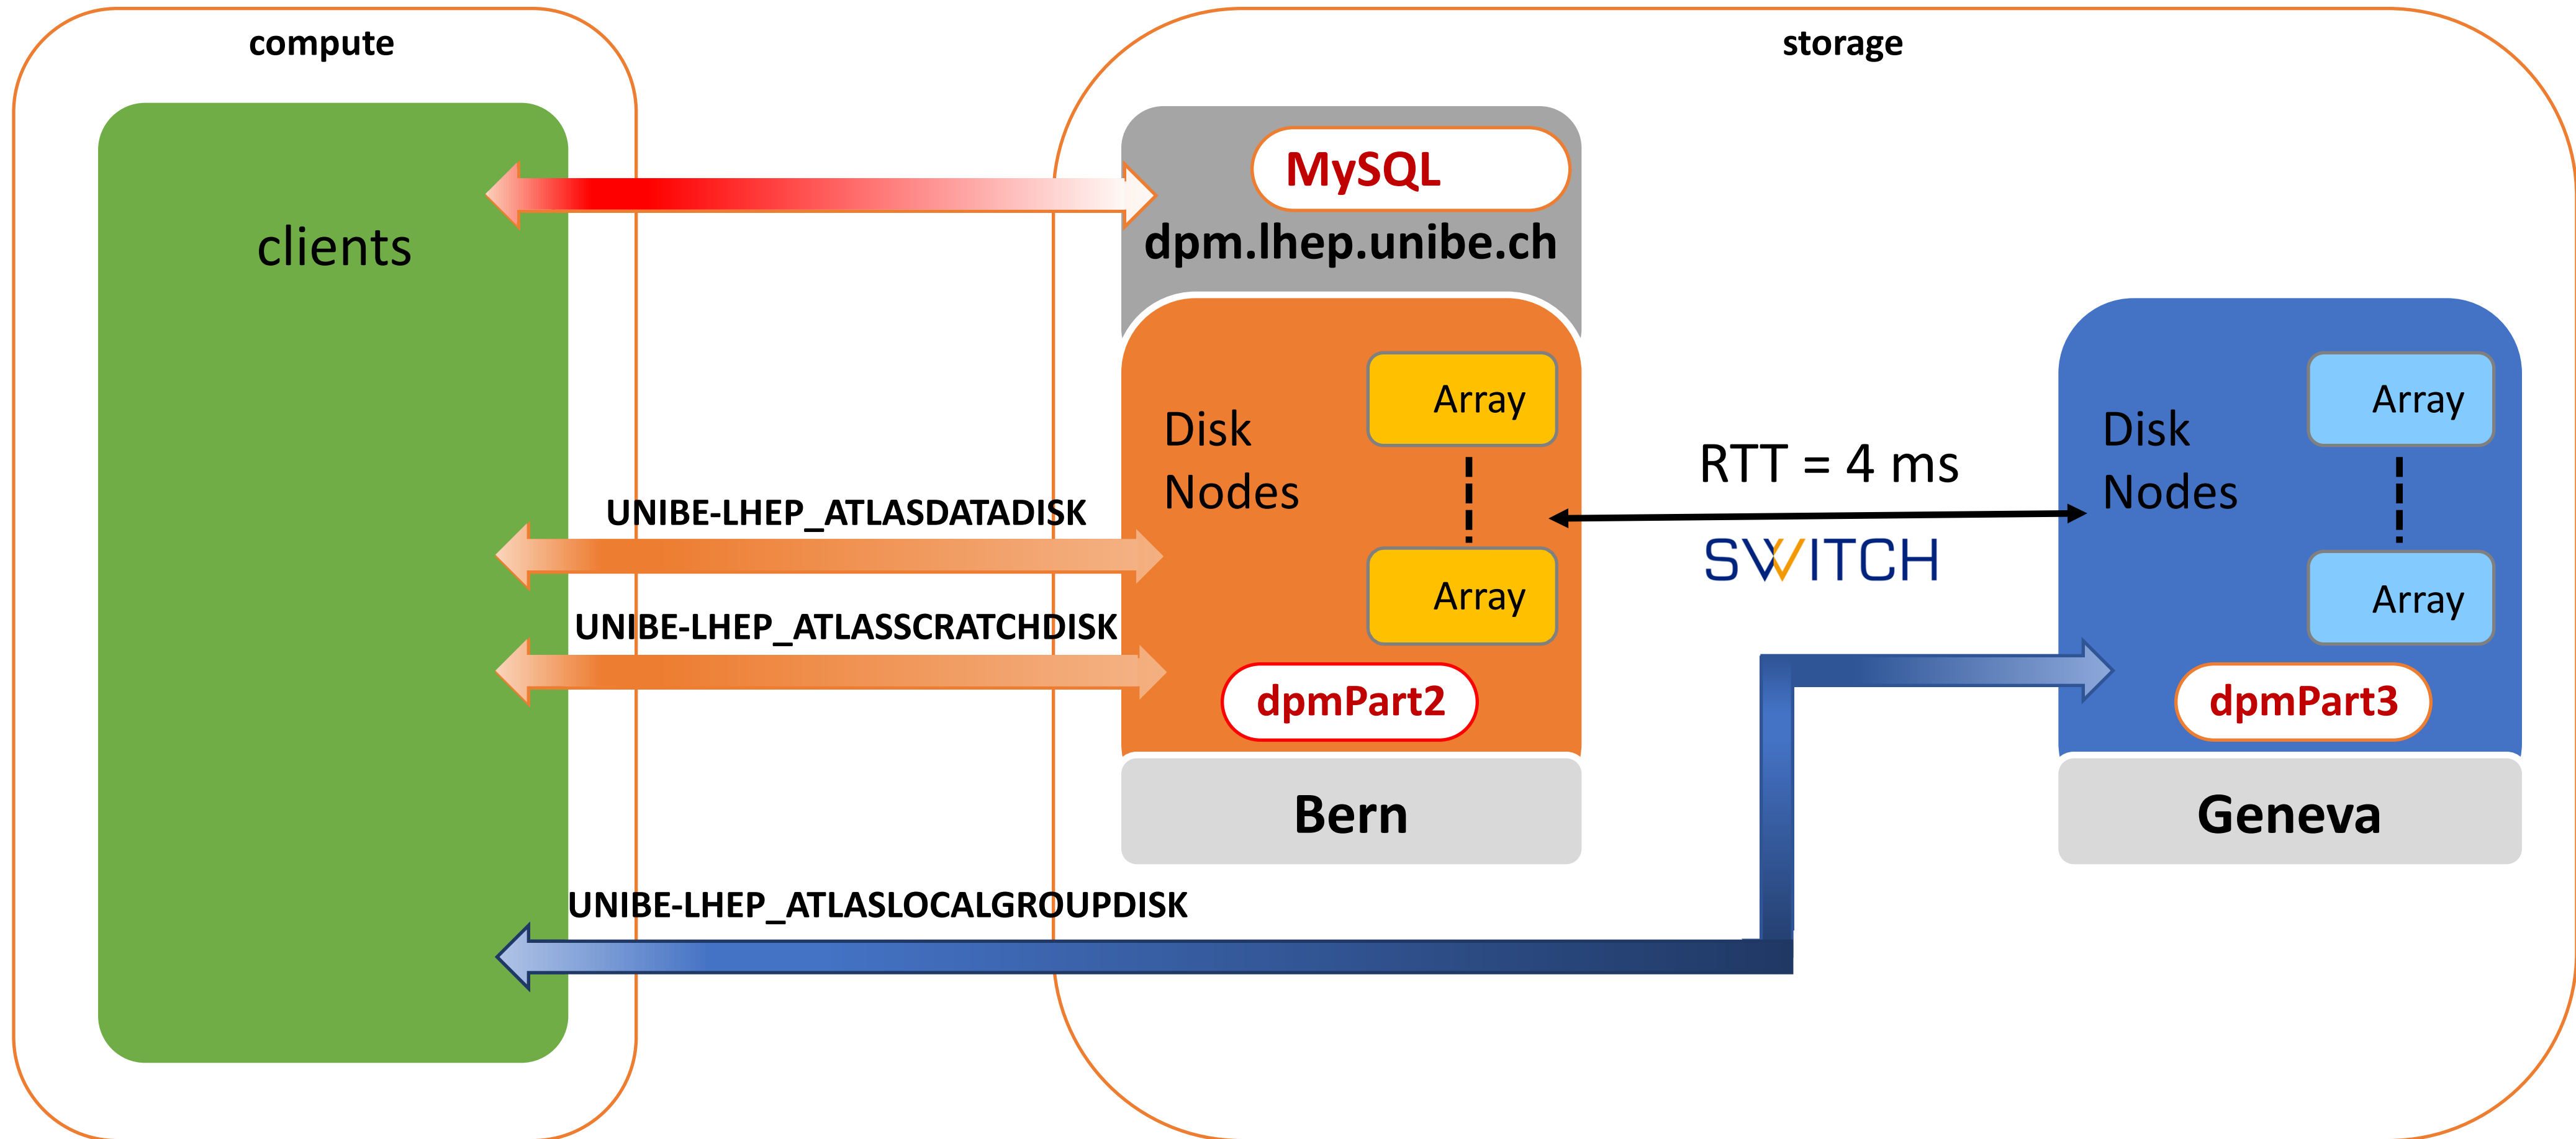 compute
storage
clients
MySQL
dpm.lhep.unibe.ch
Disk
Nodes
Array
Array
dpmPart2
Bern
RTT = 4 ms
SWITCH
Disk
Nodes
Array
Array
dpmPart3
Geneva
UNIBE-LHEP_ATLASDATADISK
UNIBE-LHEP_ATLASSCRATCHDISK
UNIBE-LHEP_ATLASLOCALGROUPDISK